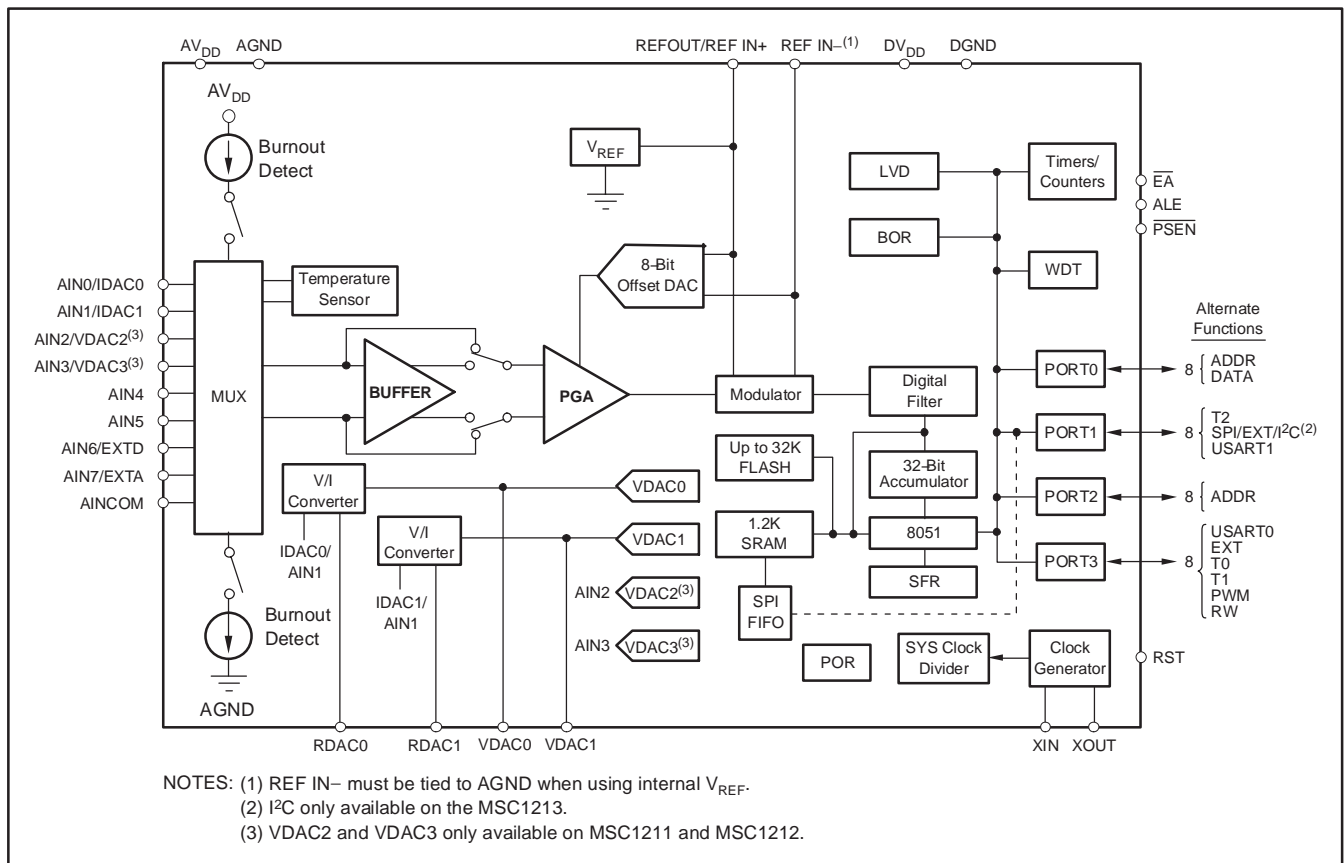 AVDD AGND REFOUT/REF IN+ REF IN−(1) DVDD DGND
AVDD
Burnout
Detect
VREF
LVD
Timers/
Counters
EA
ALE
PSEN
BOR
WDT
8-Bit
Offset DAC
Temperature
Sensor
AIN0/IDAC0
AIN1/IDAC1
AIN2/VDAC2(3)
AIN3/VDAC3(3)
AIN4
AIN5
AIN6/EXTD
AIN7/EXTA
AINCOM
MUX
BUFFER
PGA
Modulator
Digital
Filter
Alternate
Functions
PORT0
8
ADDR
DATA
PORT1
8
T2
SPI/EXT/I2C(2)
USART1
PORT2
8
ADDR
PORT3
8
USART0
EXT
T0
T1
PWM
RW
Up to 32K
FLASH
32-Bit
Accumulator
1.2K
SRAM
8051
SFR
SPI
FIFO
V/I
Converter
VDAC0
V/I
Converter
VDAC1
IDAC0/
AIN1
IDAC1/
AIN1
AIN2 VDAC2(3)
AIN3 VDAC3(3)
POR
SYS Clock
Divider
Clock
Generator
RST
Burnout
Detect
AGND
RDAC0 RDAC1 VDAC0 VDAC1 XIN XOUT
NOTES: (1) REF IN− must be tied to AGND when using internal VREF.
(2) I2C only available on the MSC1213.
(3) VDAC2 and VDAC3 only available on MSC1211 and MSC1212.